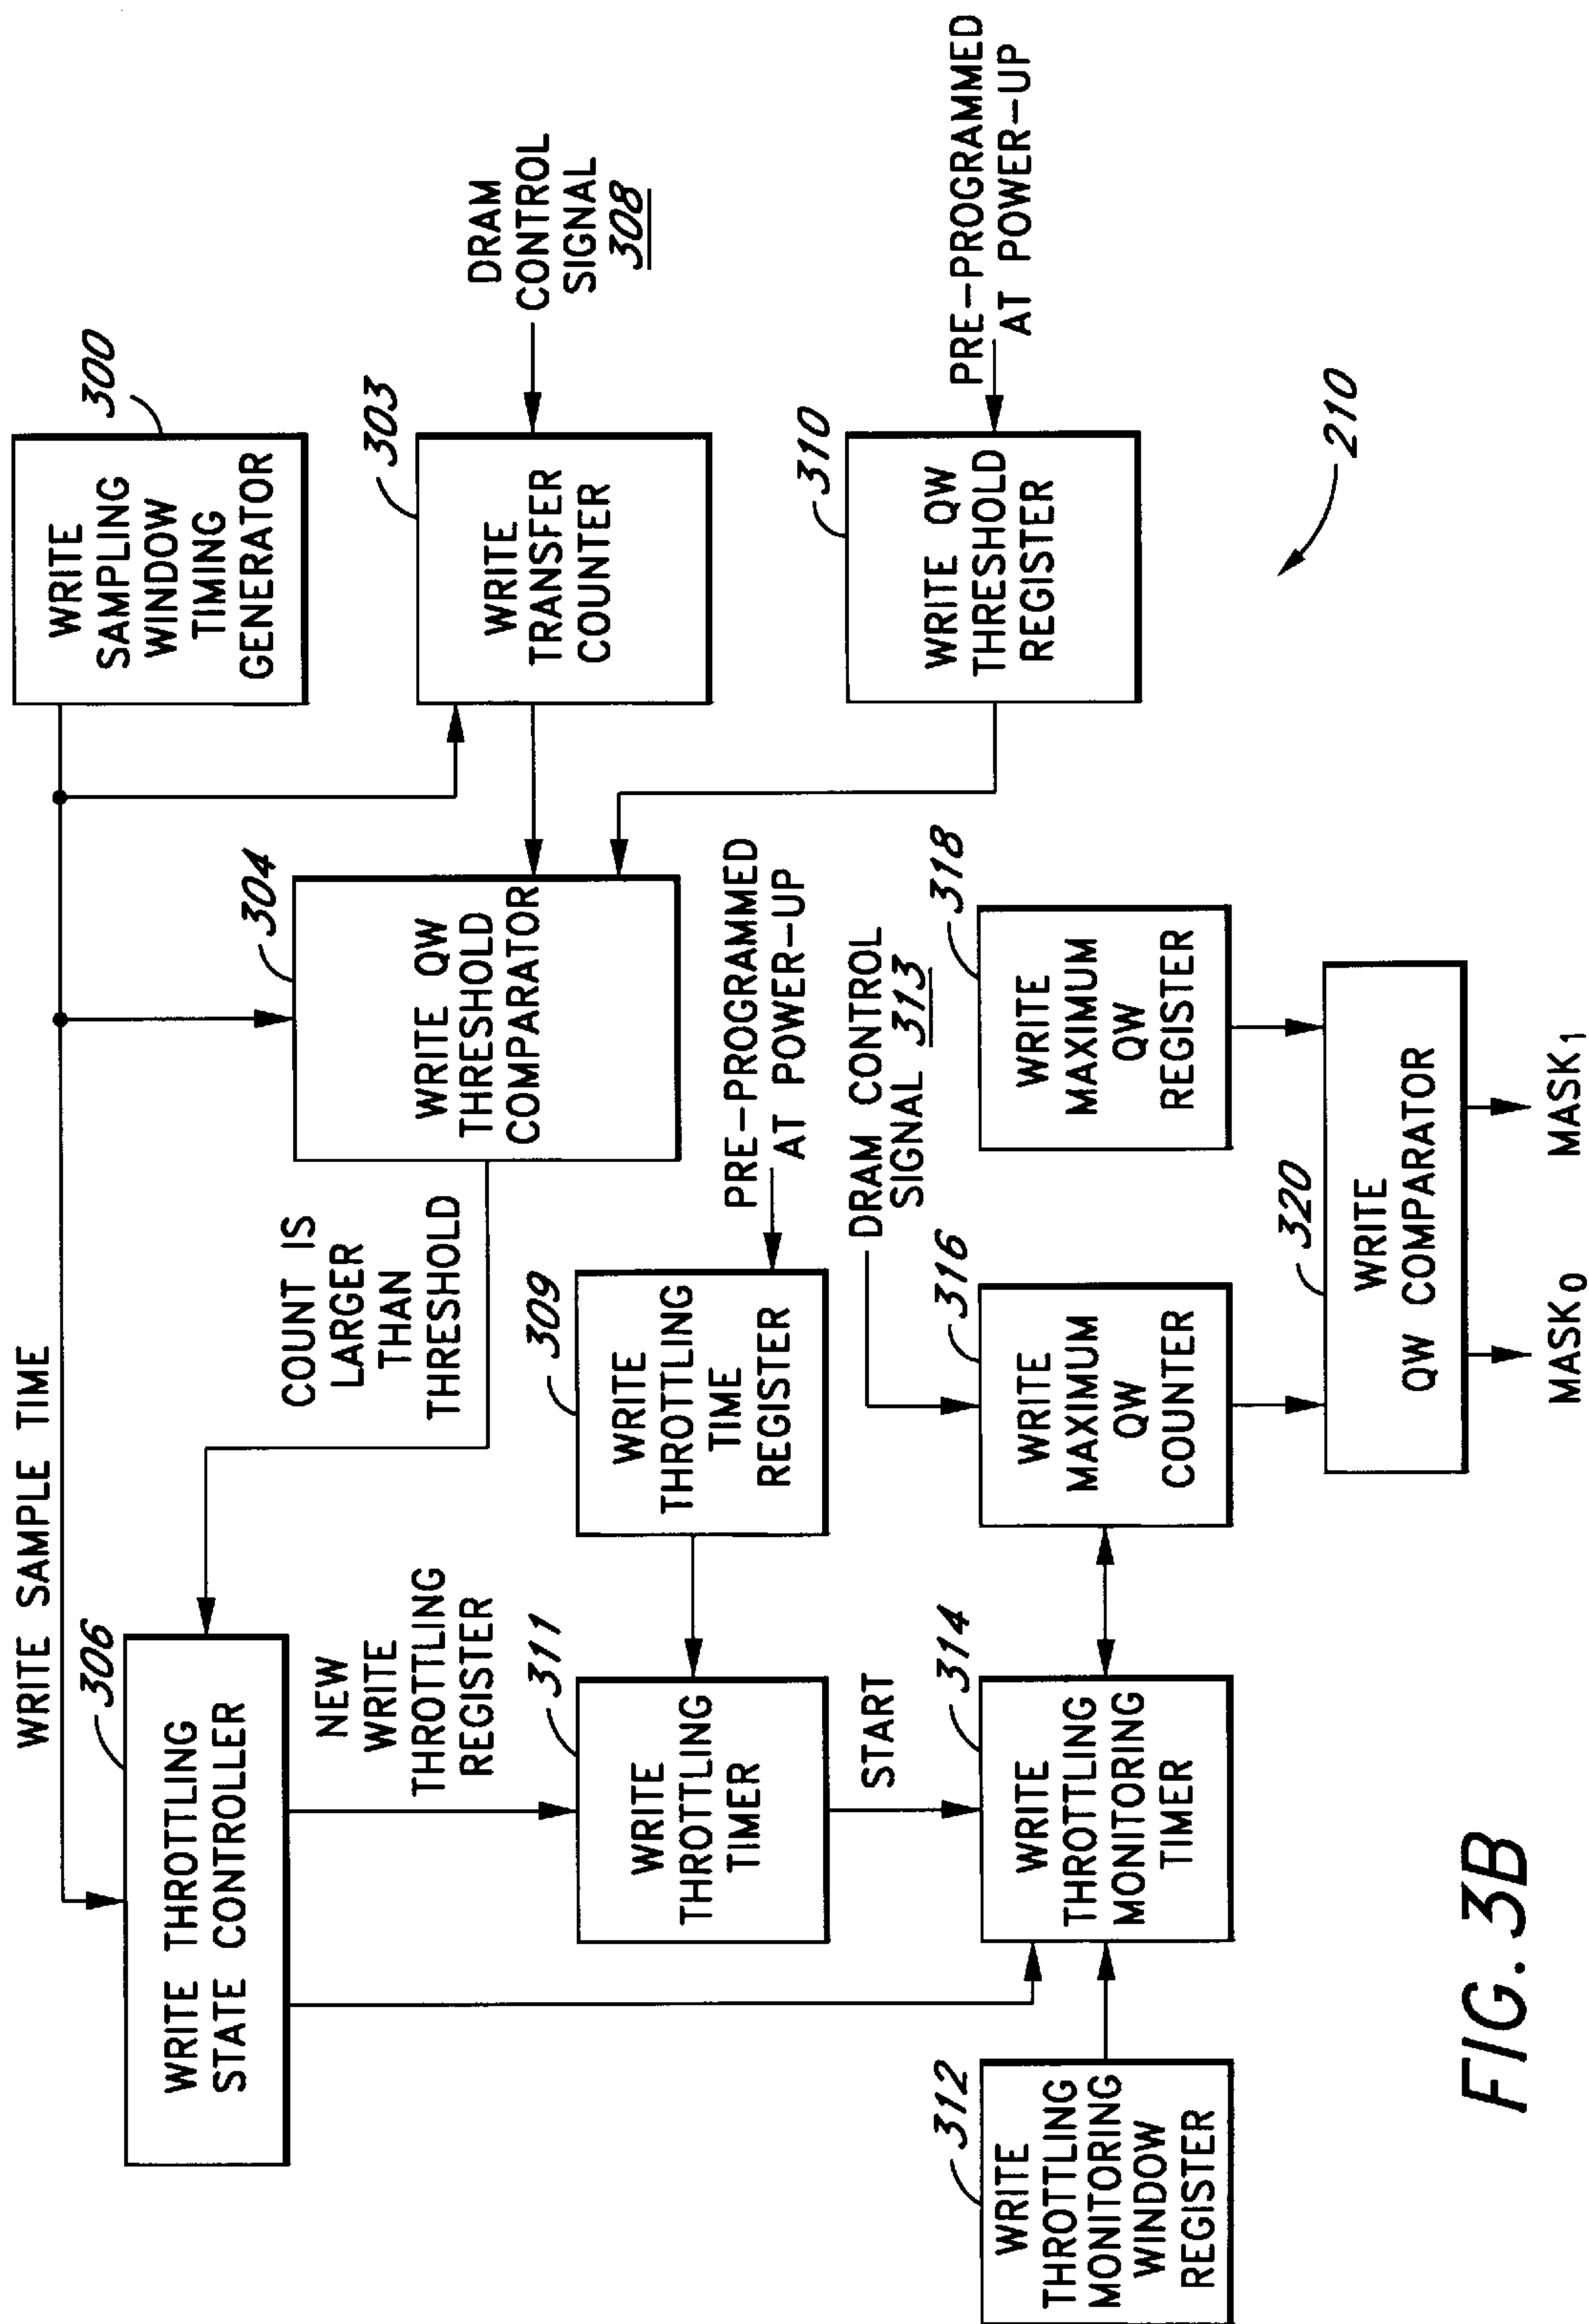 WRITE SAMPLE TIME
WRITE
SAMPLING
WINDOW
TIMING
GENERATOR
300
306
WRITE THROTTLING
STATE CONTROLLER
COUNT IS
LARGER
THAN
THRESHOLD
304
WRITE QW
THRESHOLD
COMPARATOR
303
WRITE
TRANSFER
COUNTER
DRAM
CONTROL
SIGNAL
308
NEW
WRITE
THROTTLING
REGISTER
311
WRITE
THROTTLING
TIMER
309
WRITE
THROTTLING
TIME
REGISTER
PRE-PROGRAMMED
AT POWER-UP
310
WRITE QW
THRESHOLD
REGISTER
PRE-PROGRAMMED
AT POWER-UP
START
312
WRITE
THROTTLING
MONITORING
WINDOW
REGISTER
314
WRITE
THROTTLING
MONITORING
TIMER
DRAM CONTROL
SIGNAL 313
316
WRITE
MAXIMUM
QW
COUNTER
318
WRITE
MAXIMUM
QW
REGISTER
320
WRITE
QW COMPARATOR
MASK0
MASK1
210
FIG. 3B